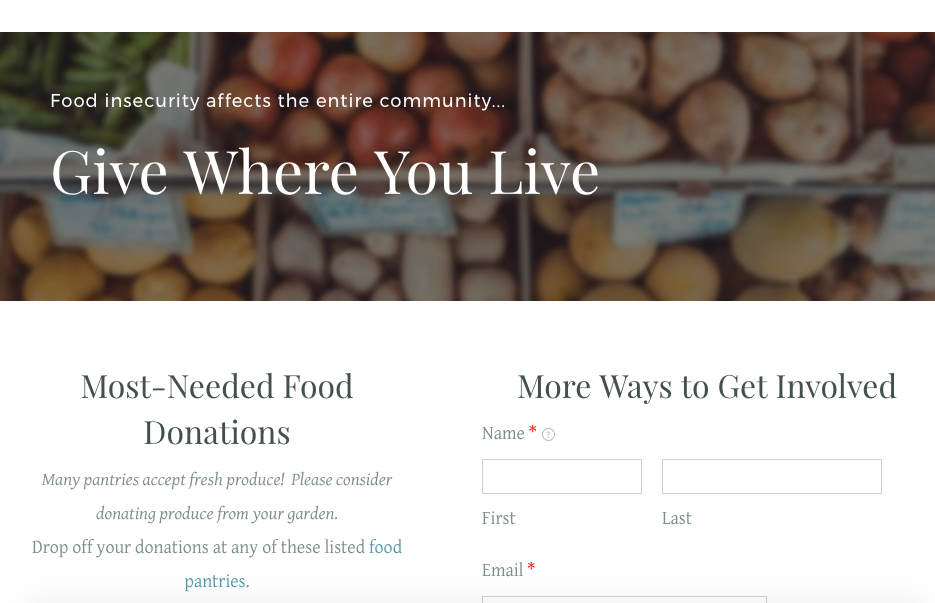 Food insecurity affects the entire community...
Give Where You Live
Most-Needed Food
Donations
Many pantries accept fresh produce!  Please consider
donating produce from your garden.
Drop off your donations at any of these listed food
pantries.
More Ways to Get Involved
Name * ?
First
Last
Email *